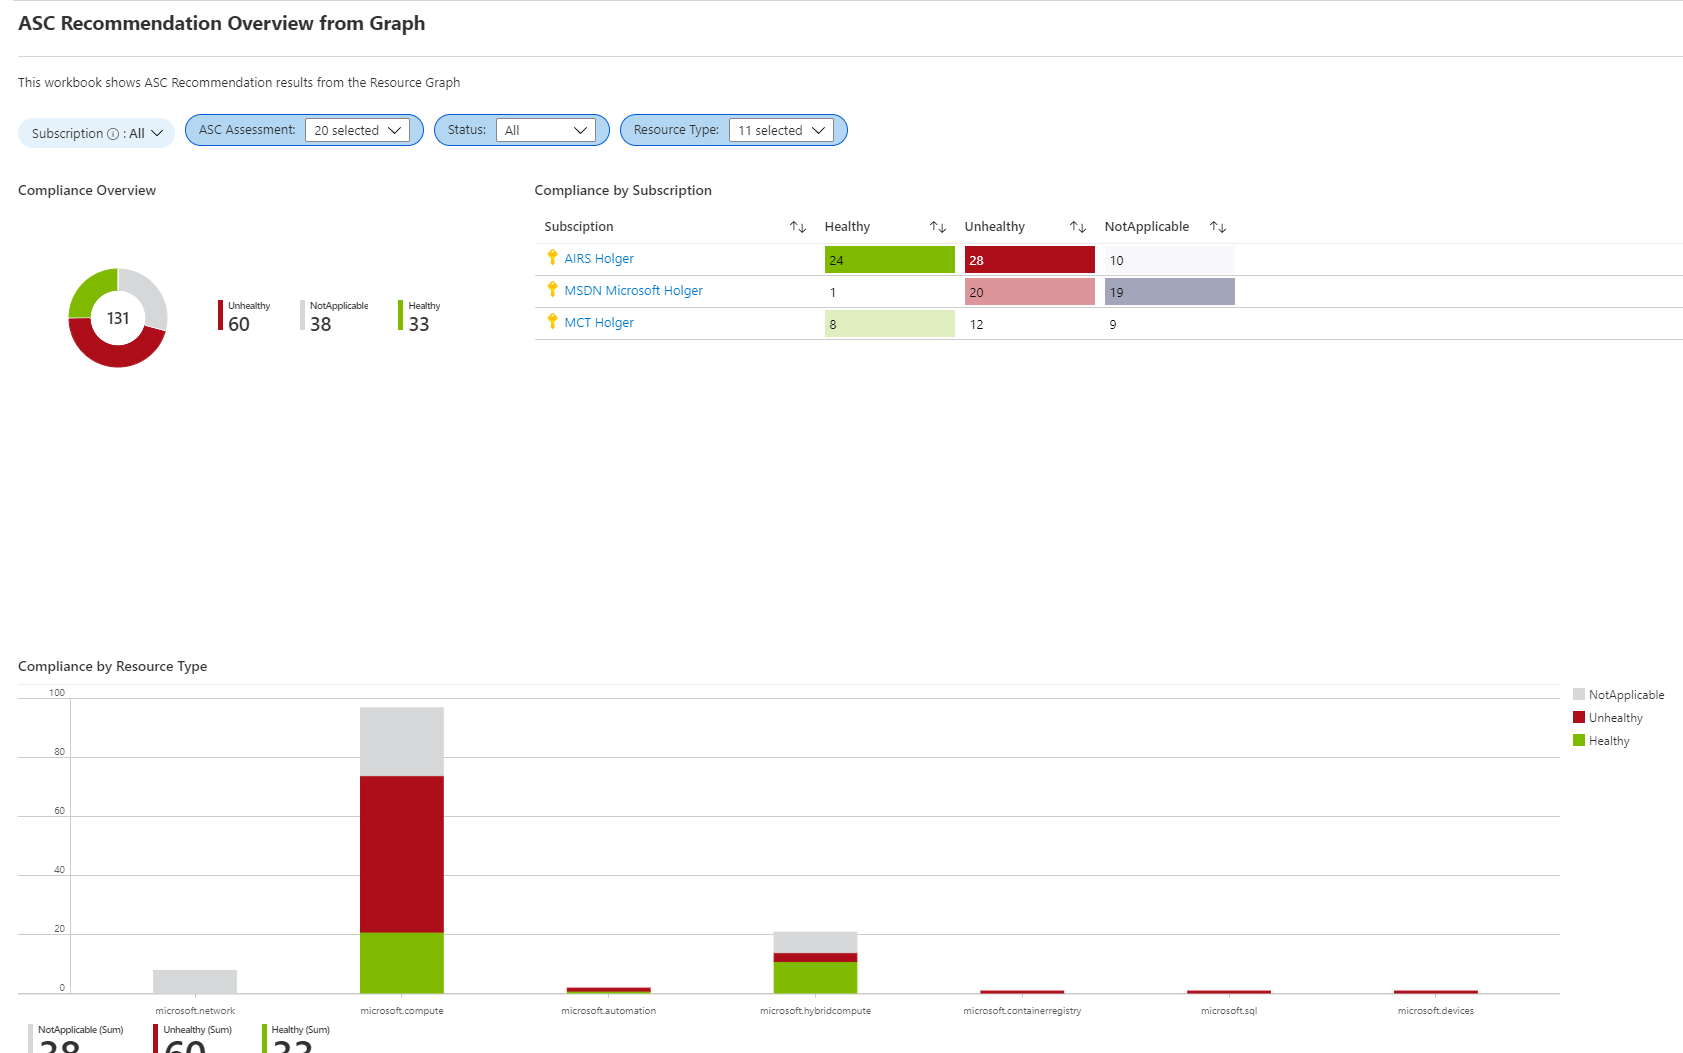 ASC Recommendation Overview from Graph
This workbook shows ASC Recommendation results from the Resource Graph
Subscription : All
ASC Assessment: 20 selected
Status: All
Resource Type: 11 selected
Compliance Overview
131
Unhealthy
60
NotApplicable
38
Healthy
33
Compliance by Subscription
Subsciption Healthy Unhealthy NotApplicable
AIRS Holger 24 28 10
MSDN Microsoft Holger 1 20 19
MCT Holger 8 12 9
Compliance by Resource Type
100
80
60
40
20
0
microsoft.network microsoft.compute microsoft.automation microsoft.hybridcompute microsoft.containerregistry microsoft.sql microsoft.devices
NotApplicable
Unhealthy
Healthy
NotApplicable (Sum) Unhealthy (Sum) Healthy (Sum)
38 60 33